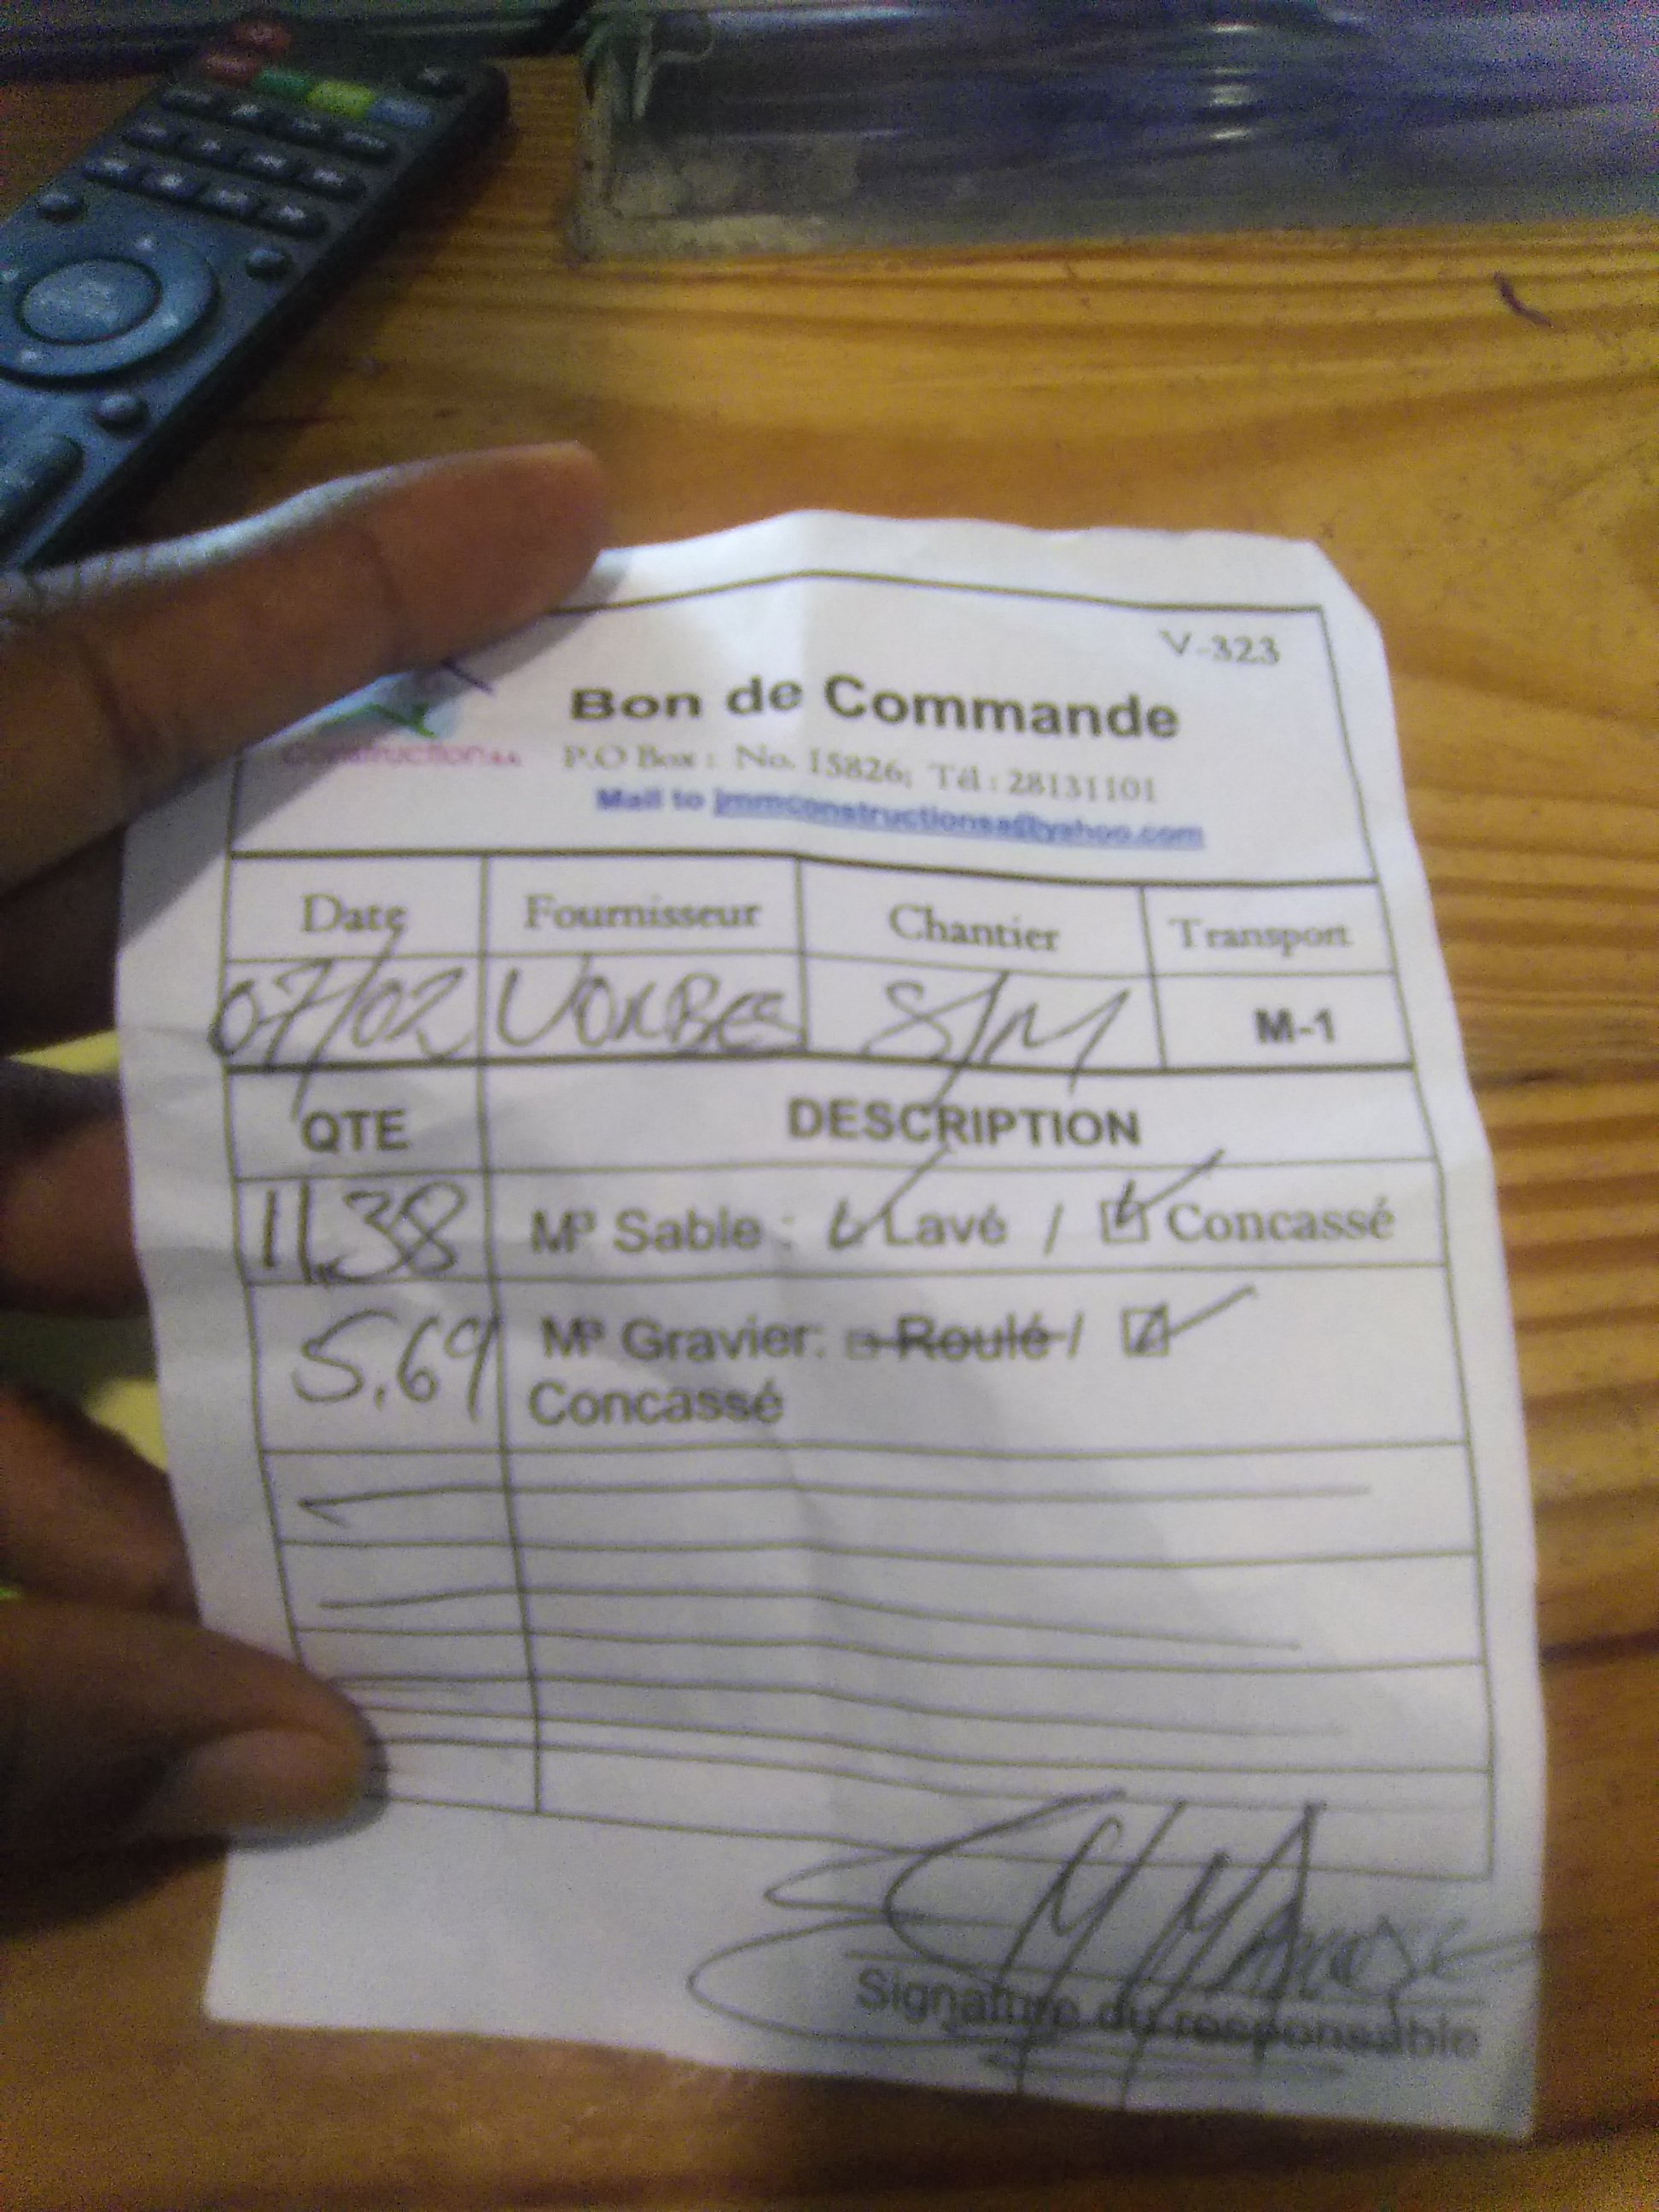 V-323
Bon de Commande
Construction s.a
P.O Box : No. 15826; Tél : 28131101
Mail to jmmconstructionsa@yahoo.com
Date Fournisseur Chantier Transport
07/02 VORBES S/M M-1
QTE DESCRIPTION
11.38 M³ Sable : Lavé / ☑ Concassé
5.69 M³ Gravier: □ Roulé / ☑
Concassé
Signature du responsable